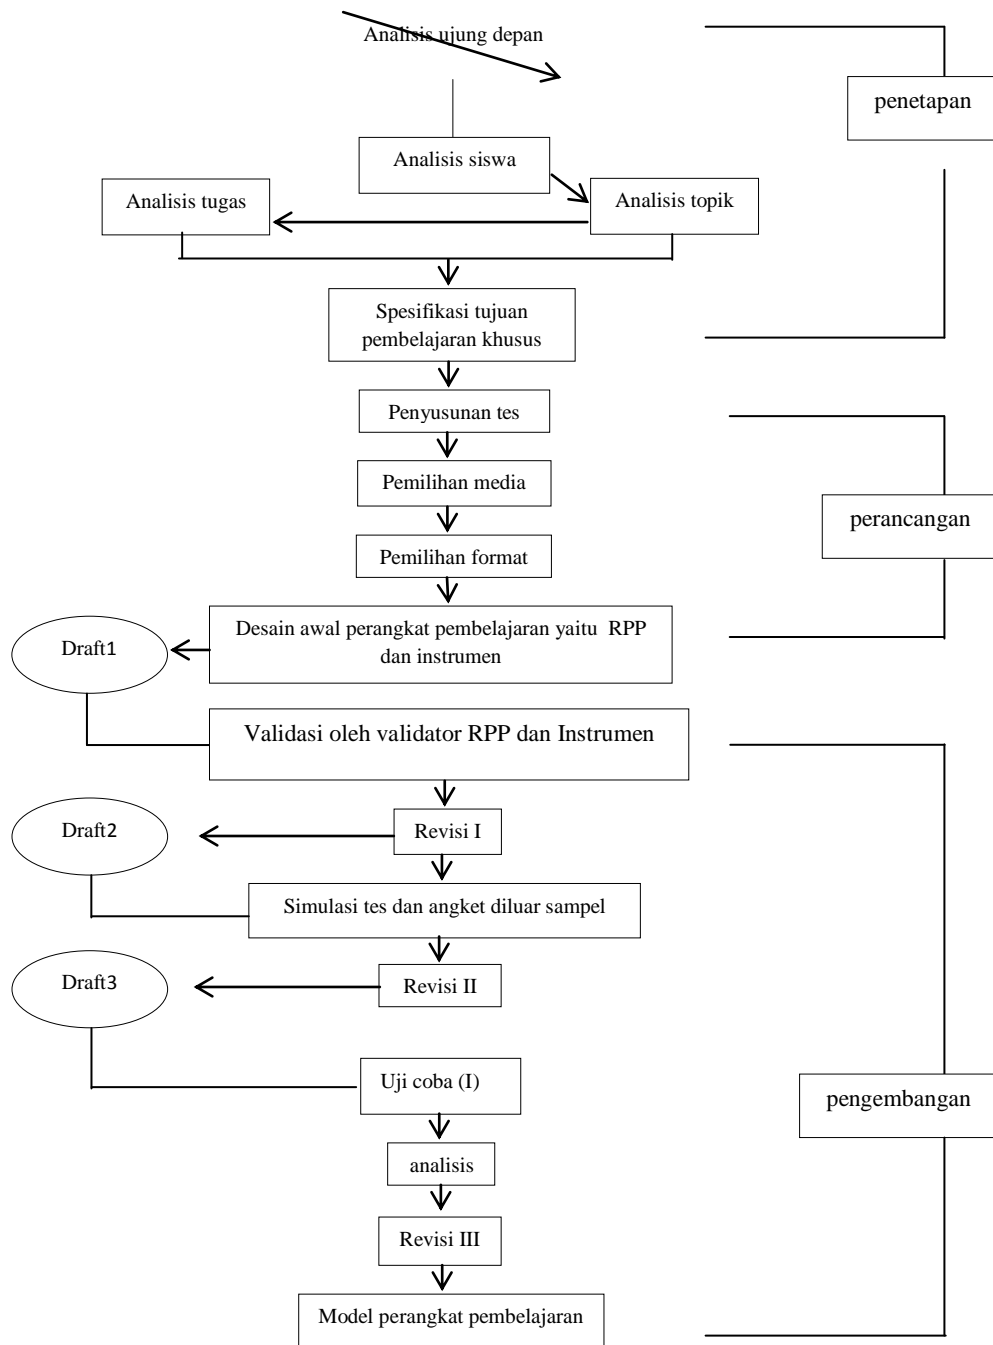 Analisis ujung depan
penetapan
Analisis siswa
Analisis tugas
Analisis topik
Spesifikasi tujuan
pembelajaran khusus
Penyusunan tes
Pemilihan media
perancangan
Pemilihan format
Desain awal perangkat pembelajaran yaitu RPP
dan instrumen
Draft1
Validasi oleh validator RPP dan Instrumen
Revisi I
Draft2
Simulasi tes dan angket diluar sampel
Draft3
Revisi II
Uji coba (I)
pengembangan
analisis
Revisi III
Model perangkat pembelajaran